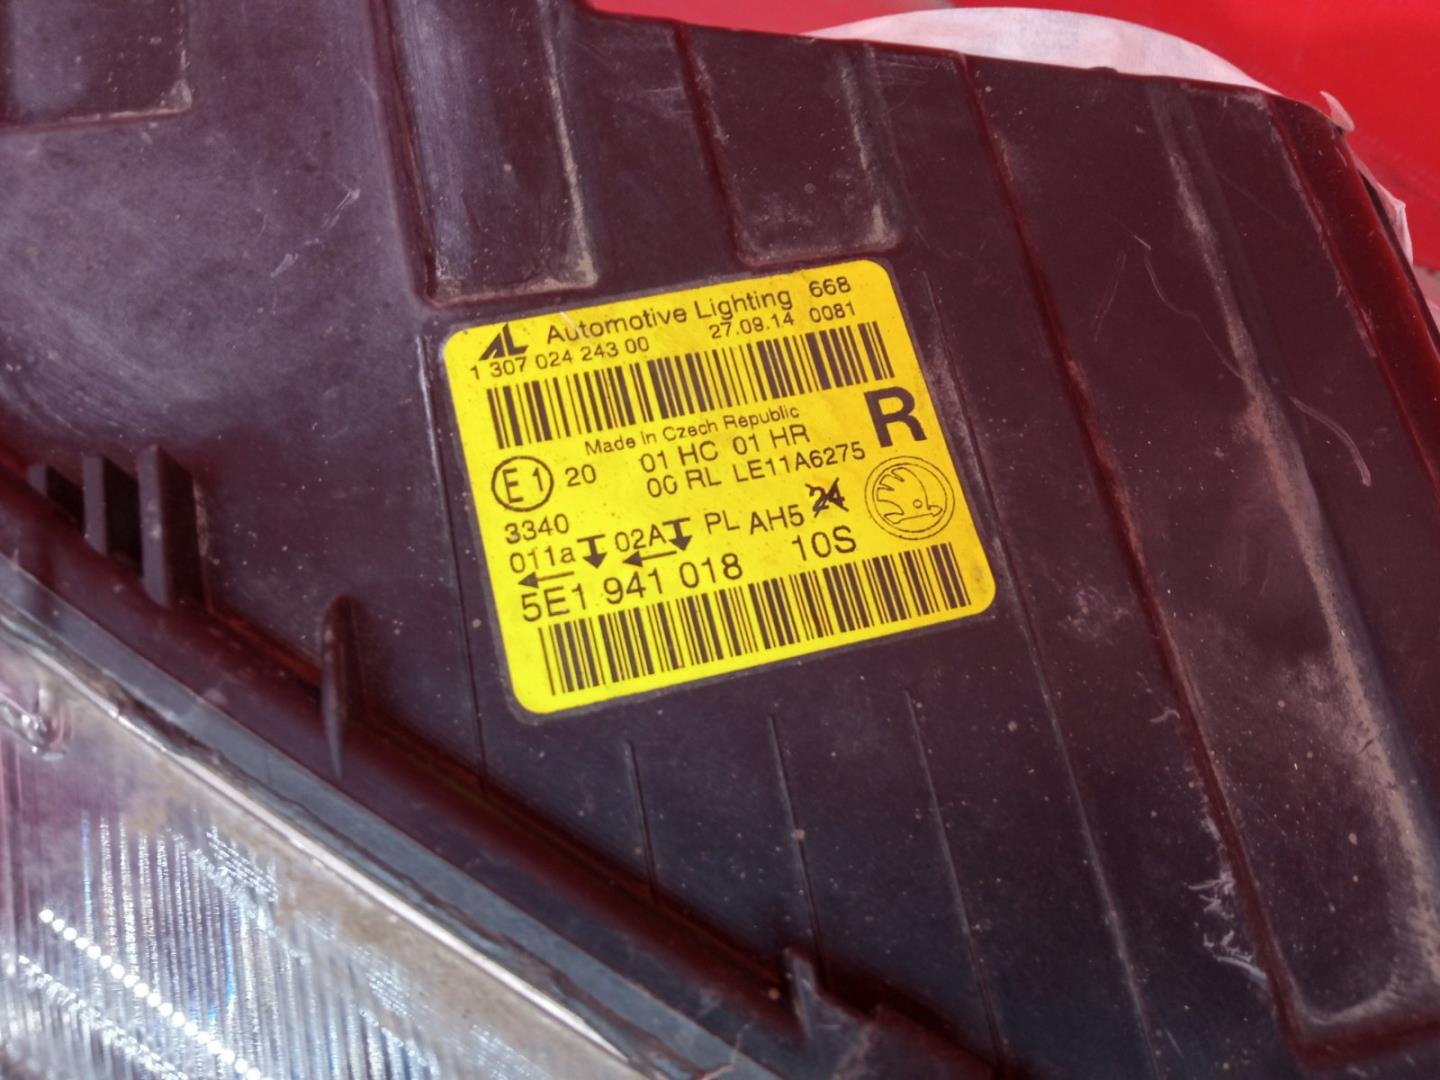 AL Automotive Lighting 668
1 307 024 243 00 27.09.14 0081
Made in Czech Republic
R
E1 20 01 HC 01 HR
00 RL LE11A6275
3340
011a 02A PL AH5 24
5E1 941 018 10S